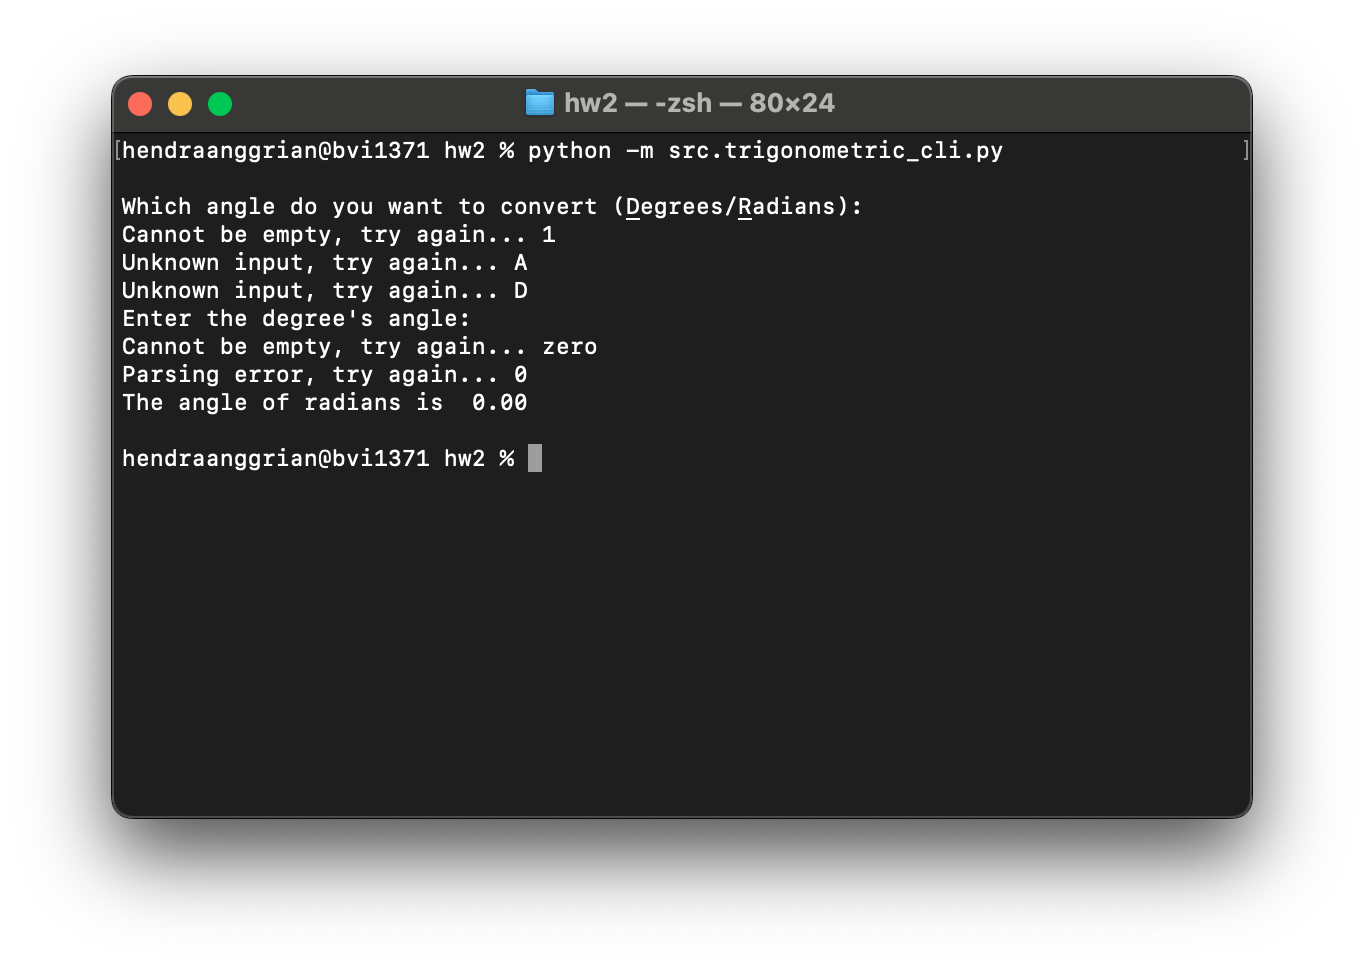 hw2 — -zsh — 80×24
[hendraanggrian@bvi1371 hw2 % python -m src.trigonometric_cli.py ]
Which angle do you want to convert (Degrees/Radians):
Cannot be empty, try again... 1
Unknown input, try again... A
Unknown input, try again... D
Enter the degree's angle:
Cannot be empty, try again... zero
Parsing error, try again... 0
The angle of radians is  0.00
hendraanggrian@bvi1371 hw2 %